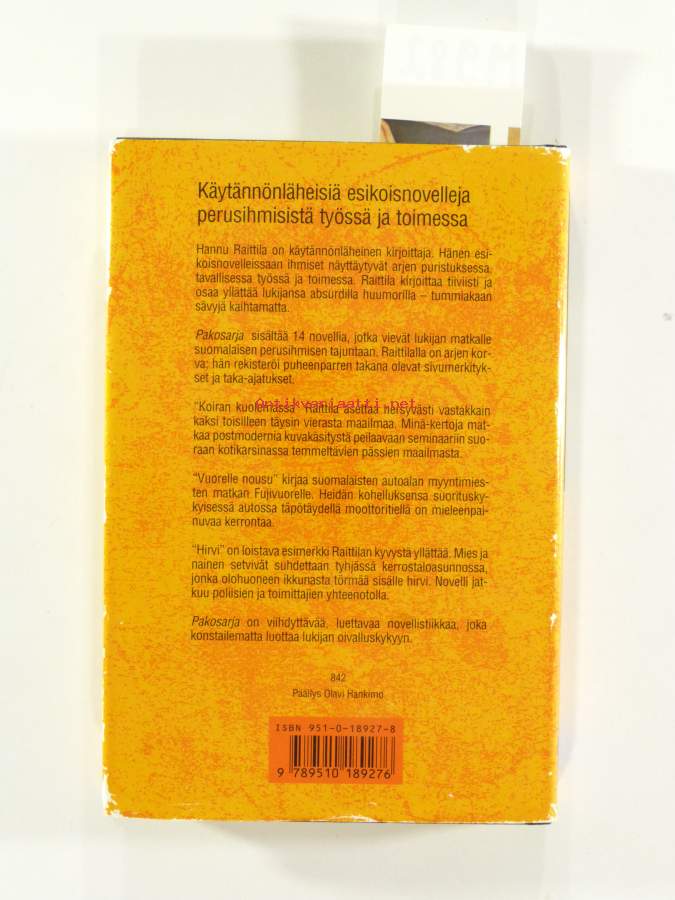 Käytännönläheisiä esikoisnovelleja
perusihmisistä työssä ja toimessa
Hannu Raittila on käytännönläheinen kirjoittaja. Hänen esi-
koisnovelleissaan ihmiset näyttäytyvät arjen puristuksessa,
tavallisessa työssä ja toimessa. Raittila kirjoittaa tiiviisti ja
osaa yllättää lukijansa absurdilla huumorilla – tummiakaan
sävyjä kaihtamatta.
Pakosarja sisältää 14 novellia, jotka vievät lukijan matkalle
suomalaisen perusihmisen tajuntaan. Raittilalla on arjen kor-
va; hän rekisteröi puheenparren takana olevat sivumerkityk-
set ja taka-ajatukset.
Antikvariaatti.net
"Koiran kuolemassa" Raittila asettaa hersyvästi vastakkain
kaksi toisilleen täysin vierasta maailmaa. Minä-kertoja mat-
kaa postmodernia kuvakäsitystä peilaavaan seminaariin suo-
raan kotikarsinassa temmeltävien pässien maailmasta.
"Vuorelle nousu" kirjaa suomalaisten autoalan myyntimies-
ten matkan Fujivuorelle. Heidän kohelluksensa suorituský-
kyisessä autossa täpötäydellä moottoritiellä on mieleenpai-
nuvaa kerrontaa.
"Hirvi" on loistava esimerkki Raittilan kyvystä yllättää. Mies ja
nainen setvivät suhdettaan tyhjässä kerrostaloasunnossa,
jonka olohuoneen ikkunasta törmää sisälle hirvi. Novelli jat-
kuu poliisien ja toimittajien yhteenotolla.
Pakosarja on viihdyttävää, luettavaa novellistiikkaa, joka
konstailematta luottaa lukijan oivalluskykyyn.
842
Päällys Olavi Hankimo
ISBN 951-0-18927-8
9 789510 189276